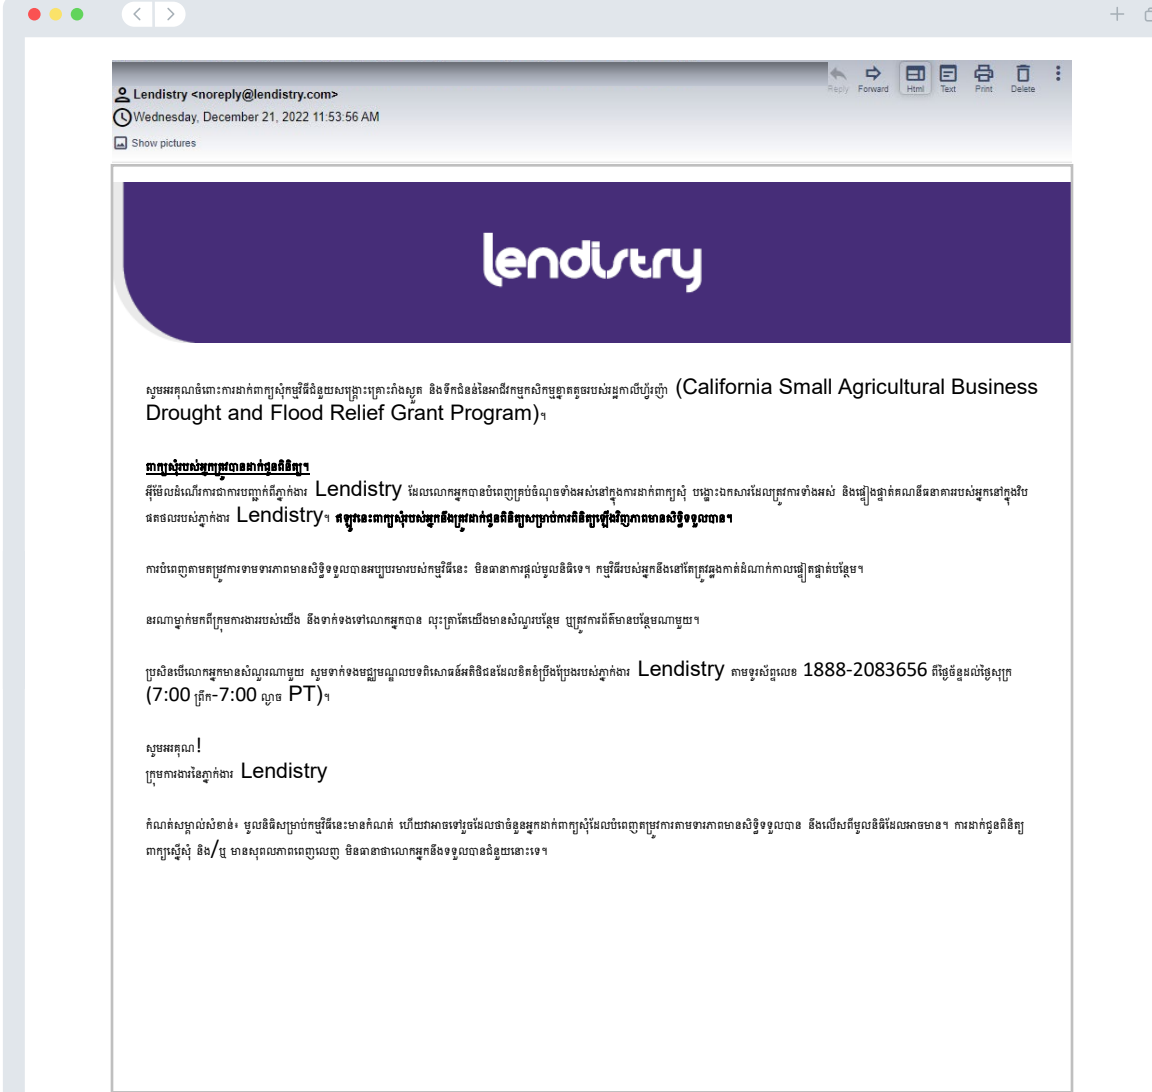 Reply Forward Html Text Print Delete
Lendistry <noreply@lendistry.com>
Wednesday, December 21, 2022 11:53:56 AM
Show pictures
lendistry
សូមអរគុណចំពោះការដាក់ពាក្យសុំកម្មវិធីជំនួយសង្គ្រោះគ្រោះរាំងស្ងួត និងទឹកជំនន់នៃអាជីវកម្មកសិកម្មខ្នាតតូចរបស់រដ្ឋកាលីហ្វ័រញ៉ា (California Small Agricultural Business
Drought and Flood Relief Grant Program)។
ពាក្យសុំរបស់អ្នកត្រូវបានដាក់ជូនពិនិត្យ។
អ៊ីម៉ែលដំណើរការជាការបញ្ជាក់ពីភ្នាក់ងារ Lendistry ដែលលោកអ្នកបានបំពេញគ្រប់ចំណុចទាំងអស់នៅក្នុងការដាក់ពាក្យសុំ បង្ហោះឯកសារដែលត្រូវការទាំងអស់ និងផ្ទៀងផ្ទាត់គណនីធនាគាររបស់អ្នកនៅក្នុងវិប
ផតថលរបស់ភ្នាក់ងារ Lendistry។ ឥឡូវនេះពាក្យសុំរបស់អ្នកនឹងត្រូវដាក់ជូនពិនិត្យសម្រាប់ការពិនិត្យឡើងវិញភាពមានសិទ្ធិទទួលបាន។
ការបំពេញតាមតម្រូវការទាមទារភាពមានសិទ្ធិទទួលបានអប្បបរមារបស់កម្មវិធីនេះ មិនធានាការផ្តល់មូលនិធិទេ។ កម្មវិធីរបស់អ្នកនឹងនៅតែត្រូវឆ្លងកាត់ដំណាក់កាលផ្ទៀតផ្ទាត់បន្ថែម។
នរណាម្នាក់មកពីក្រុមការងាររបស់យើង នឹងទាក់ទងទៅលោកអ្នកបាន លុះត្រាតែយើងមានសំណួរបន្ថែម ឬត្រូវការព័ត៌មានបន្ថែមណាមួយ។
ប្រសិនបើលោកអ្នកមានសំណួរណាមួយ សូមទាក់ទងមជ្ឈមណ្ឌលបទពិសោធន៍អតិថិជនដែលខិតខំប្រឹងប្រែងរបស់ភ្នាក់ងារ Lendistry តាមទូរស័ព្ទលេខ 1888-2083656 ពីថ្ងៃច័ន្ទដល់ថ្ងៃសុក្រ
(7:00 ព្រឹក-7:00 ល្ងាច PT)។
សូមអរគុណ!
ក្រុមការងារនៃភ្នាក់ងារ Lendistry
កំណត់សម្គាល់សំខាន់៖ មូលនិធិសម្រាប់កម្មវិធីនេះមានកំណត់ ហើយវាអាចទៅរួចដែលថាចំនួនអ្នកដាក់ពាក្យសុំដែលបំពេញតម្រូវការតាមទារភាពមានសិទ្ធិទទួលបាន នឹងលើសពីមូលនិធិដែលអាចមាន។ ការដាក់ជូនពិនិត្យ
ពាក្យស្នើសុំ និង/ឬ មានសុពលភាពពេញលេញ មិនធានាថាលោកអ្នកនឹងទទួលបានជំនួយនោះទេ។